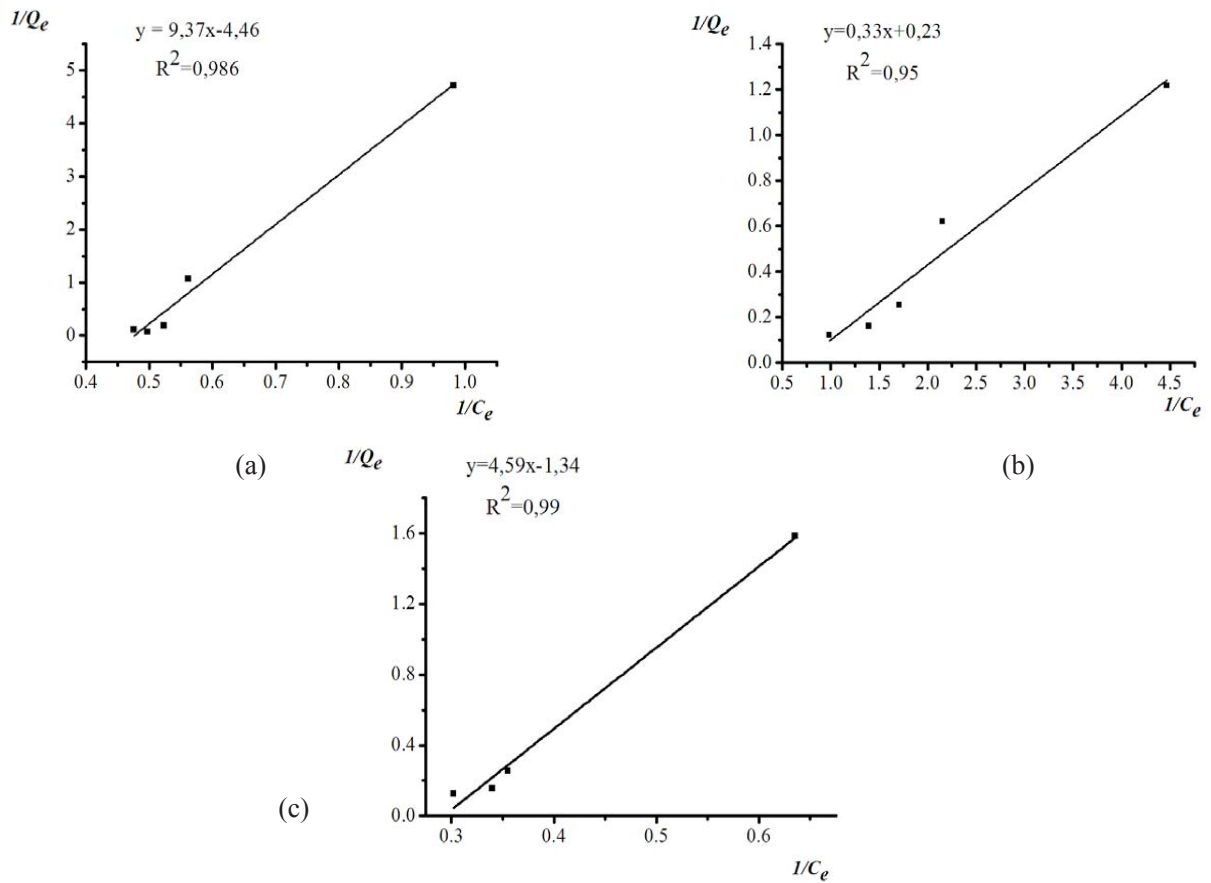 1/Qe
y = 9,37x-4,46
R2=0,986
5
4
3
2
1
0
0.4 0.5 0.6 0.7 0.8 0.9 1.0
1/Ce
(a)
1/Qe
y=0,33x+0,23
R2=0,95
1.4
1.2
1.0
0.8
0.6
0.4
0.2
0.0
0.5 1.0 1.5 2.0 2.5 3.0 3.5 4.0 4.5
1/Ce
(b)
1/Qe
y=4,59x-1,34
R2=0,99
1.6
1.2
0.8
0.4
0.0
0.3 0.4 0.5 0.6
1/Ce
(c)